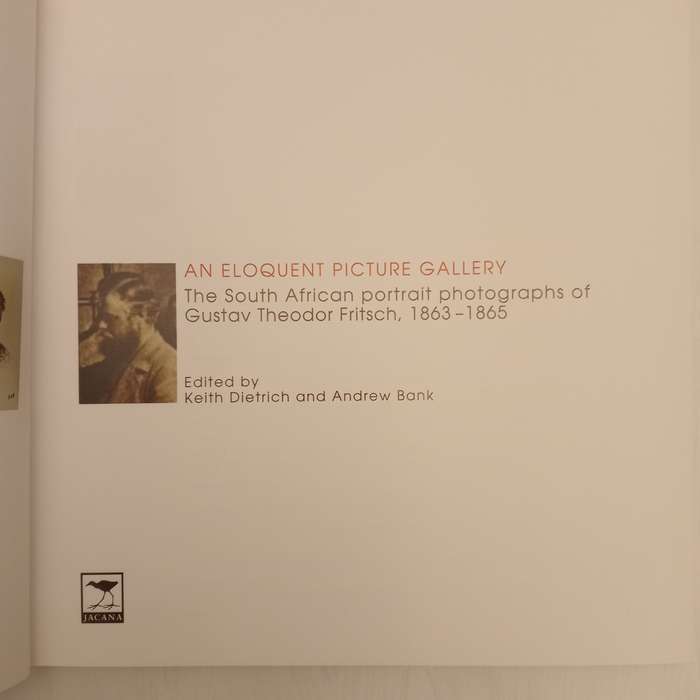 AN ELOQUENT PICTURE GALLERY
The South African portrait photographs of
Gustav Theodor Fritsch, 1863–1865
Edited by
Keith Dietrich and Andrew Bank
JACANA